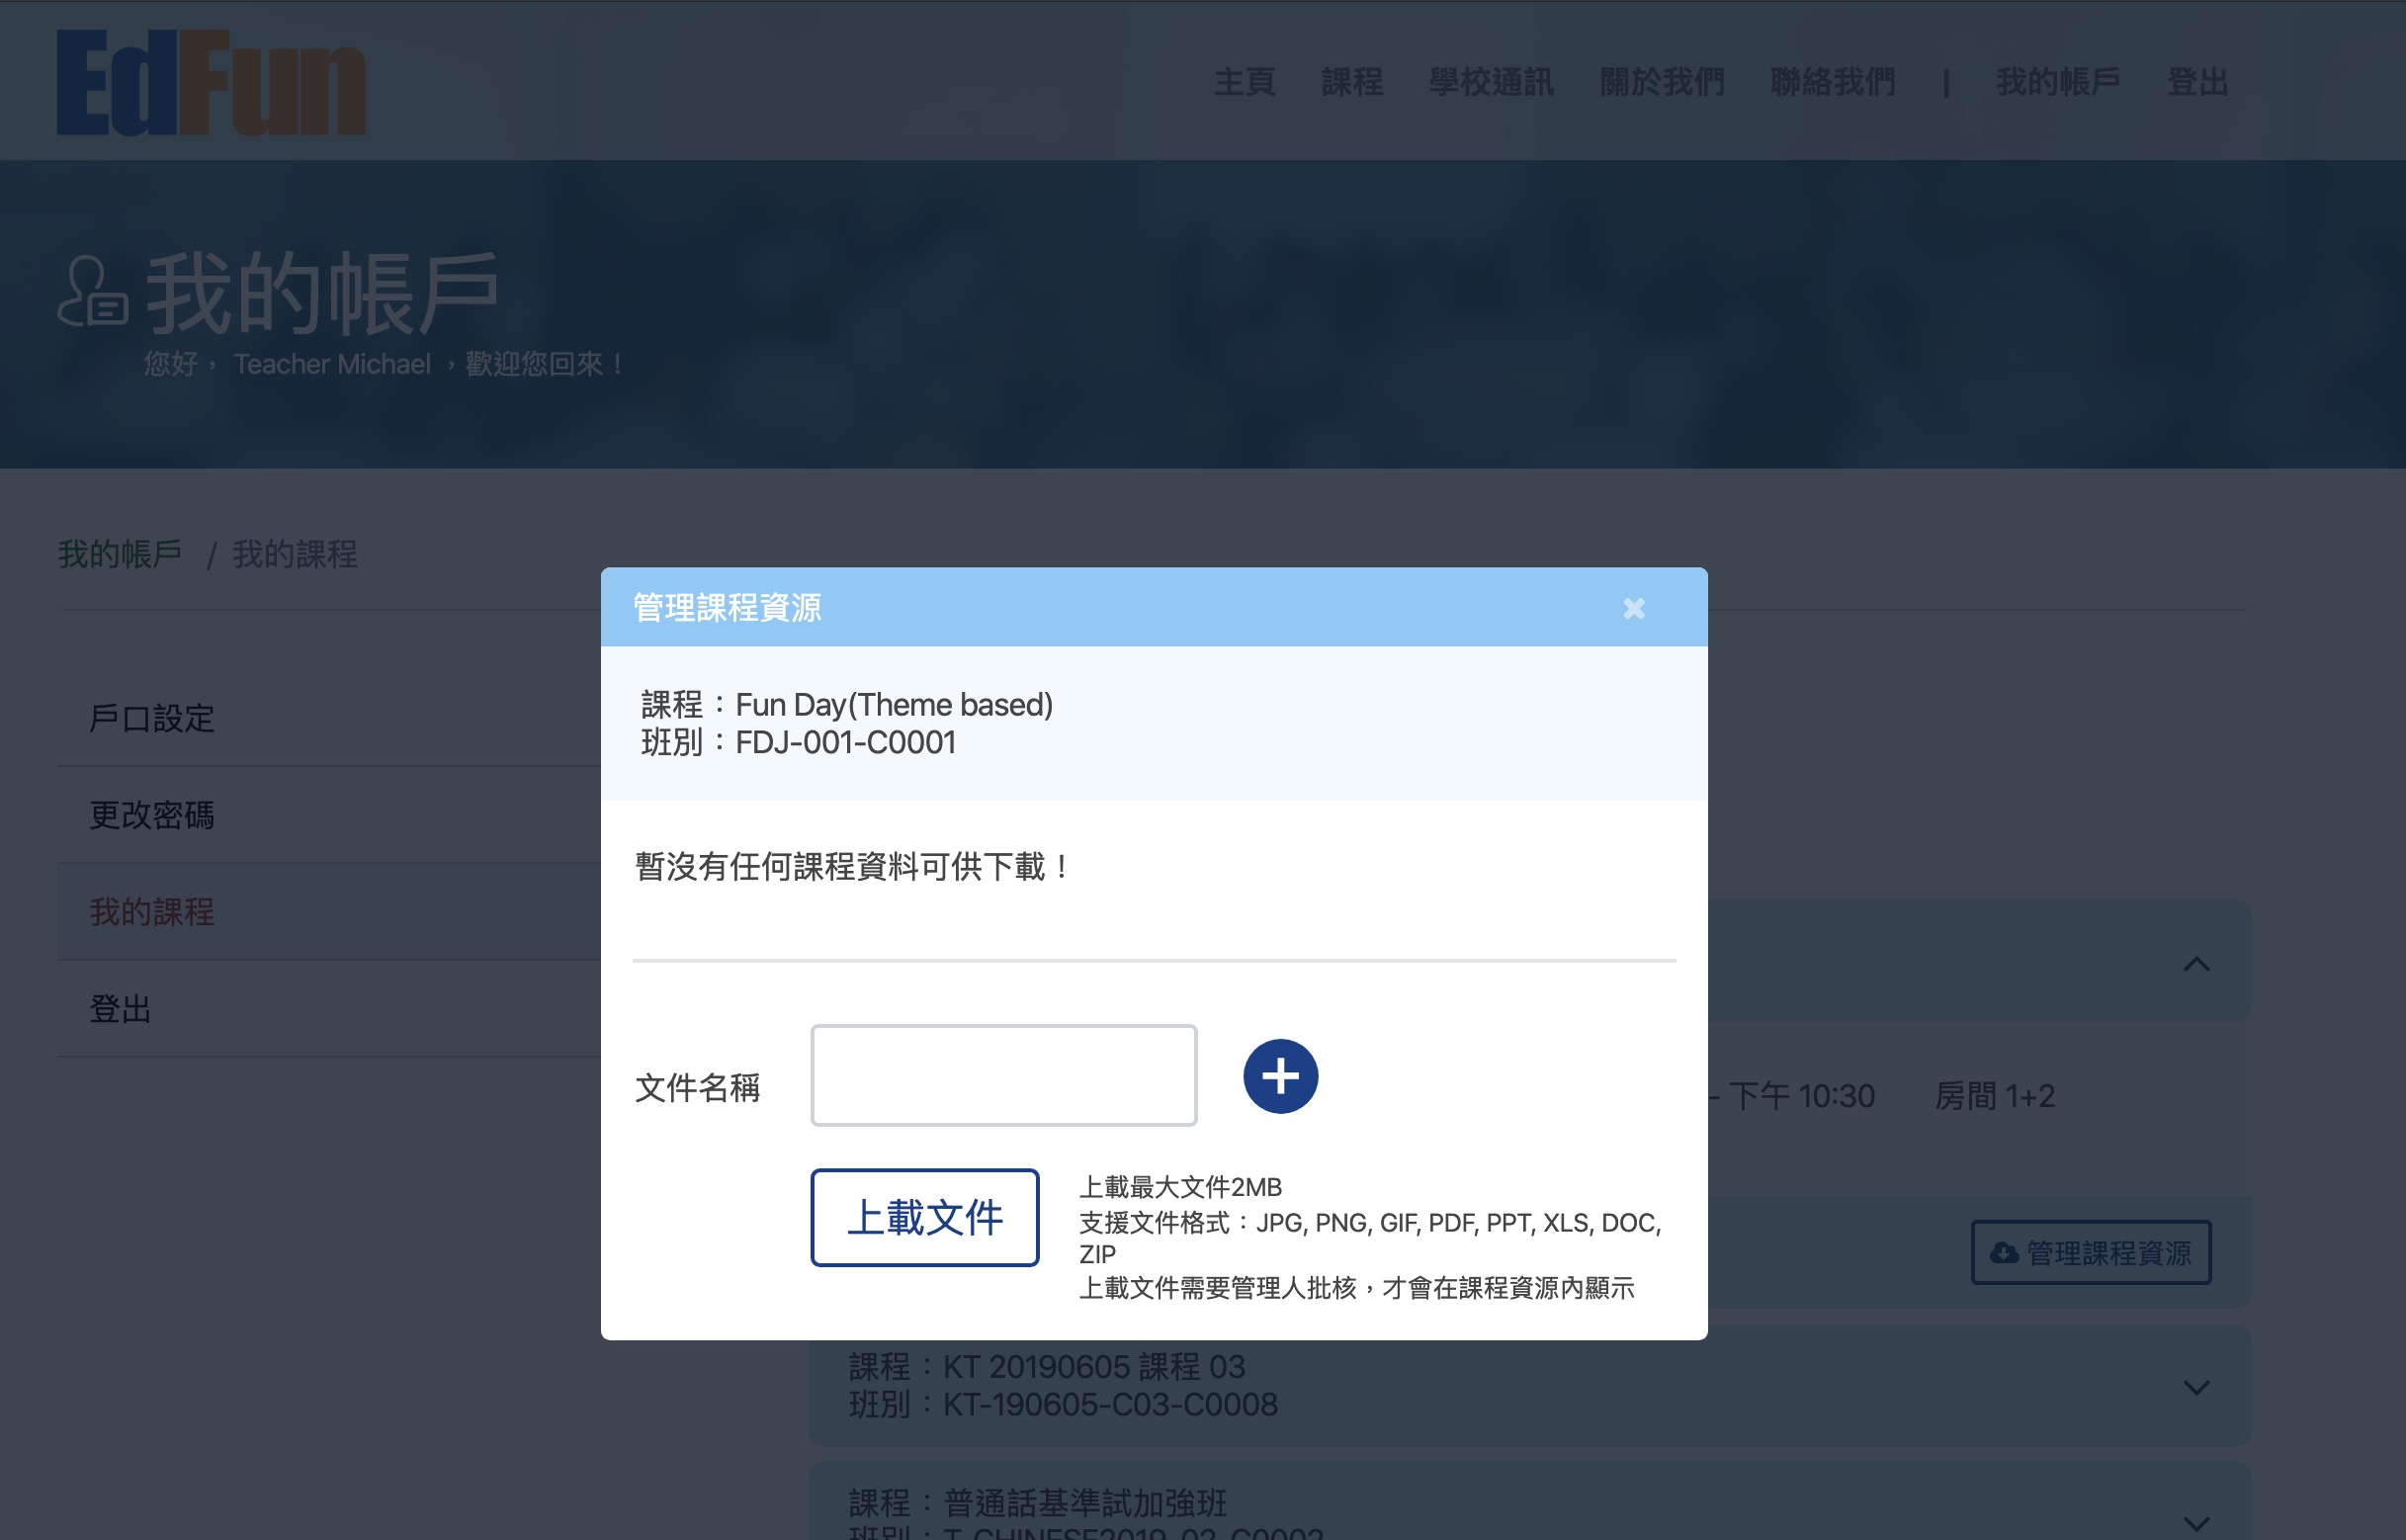 EdFun
主頁 課程 學校通訊 關於我們 聯絡我們 | 我的帳戶 登出
我的帳戶
您好， Teacher Michael ，歡迎您回來！
我的帳戶 / 我的課程
戶口設定
更改密碼
我的課程
登出
管理課程資源
課程：Fun Day(Theme based)
班別：FDJ-001-C0001
暫沒有任何課程資料可供下載！
文件名稱
上載文件
上載最大文件2MB
支援文件格式：JPG, PNG, GIF, PDF, PPT, XLS, DOC,
ZIP
上載文件需要管理人批核，才會在課程資源內顯示
- 下午 10:30 房間 1+2
管理課程資源
課程：KT 20190605 課程 03
班別：KT-190605-C03-C0008
課程：普通話基準試加強班
班別：T-CHINESE2019-02-C0002